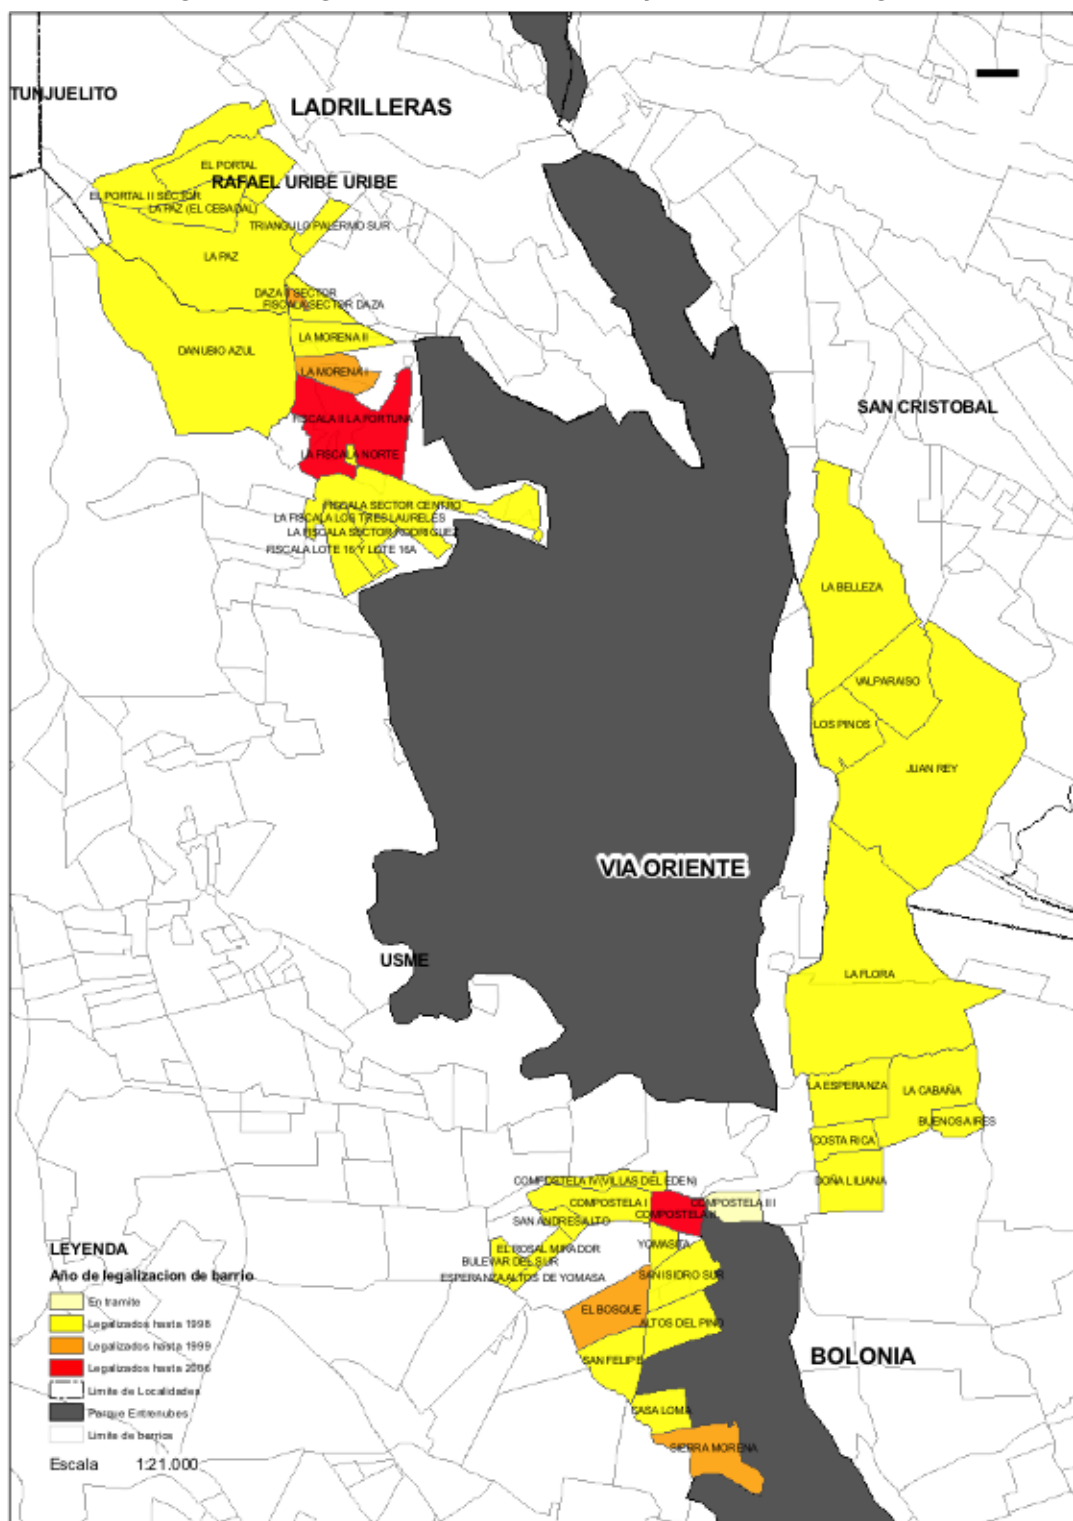 TUNJUELITO
LADRILLERAS
EL PORTAL
RAFAEL URIBE URIBE
EL PORTAL II SECTOR
LA PAZ (EL CEBADAL)
TRIANGULO PALERMO SUR
LA PAZ
DAZA II SECTOR
FISCALA SECTOR DAZA
LA MORENA II
DANUBIO AZUL
LA MORENA I
SAN CRISTOBAL
FISCALA II LA FORTUNA
LA FISCALA NORTE
FISCALA SECTOR CENTRO
LA FISCALA LOS TRES LAURELES
LA FISCALA SECTOR RODRIGUEZ
FISCALA LOTE 16 Y LOTE 16A
LA BELLEZA
VALPARAISO
LOS PINOS
JUAN REY
VIA ORIENTE
USME
LA FLORA
LA ESPERANZA
LA CABAÑA
BUENOS AIRES
COSTA RICA
DOÑA LILIANA
COMPOSTELA IV (VILLAS DEL EDEN)
COMPOSTELA I
COMPOSTELA III
COMPOSTELA II
SAN ANDRES ALTO
YOMASITA
EL ROSAL MIRADOR
BULEVAR DEL SUR
ESPERANZA ALTOS DE YOMASA
SAN ISIDRO SUR
EL BOSQUE
ALTOS DEL PINO
SAN FELIPE
BOLONIA
CASA LOMA
SIERRA MORENA
LEYENDA
Año de legalizacion de barrio
En tramite
Legalizados hasta 1998
Legalizados hasta 1999
Legalizados hasta 2006
Limite de Localidades
Parque Entrenubes
Limite de barrios
Escala 1:21.000